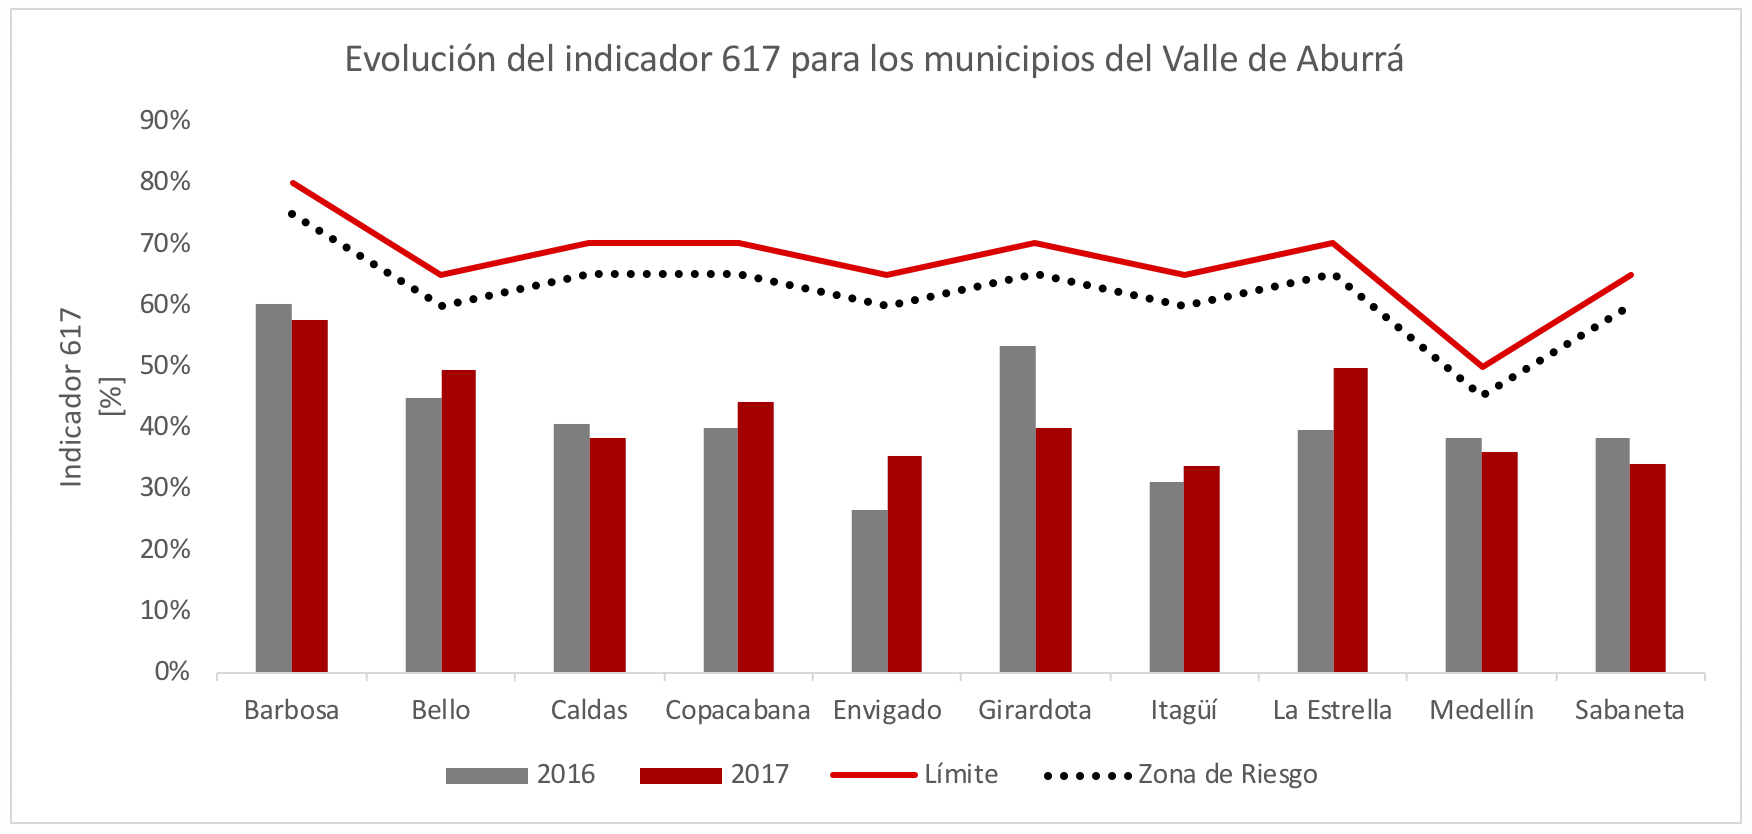 Evolución del indicador 617 para los municipios del Valle de Aburrá
90%
80%
70%
60%
50%
40%
30%
20%
10%
0%
Indicador 617
[%]
Barbosa
Bello
Caldas
Copacabana
Envigado
Girardota
Itagüí
La Estrella
Medellín
Sabaneta
2016
2017
Límite
Zona de Riesgo